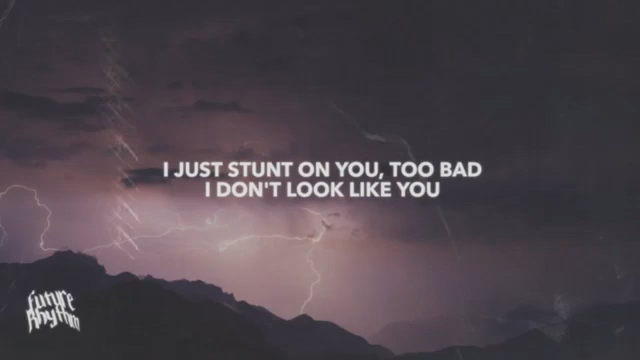 I JUST STUNT ON YOU, TOO BAD
I DON'T LOOK LIKE YOU
Future
Rhythm